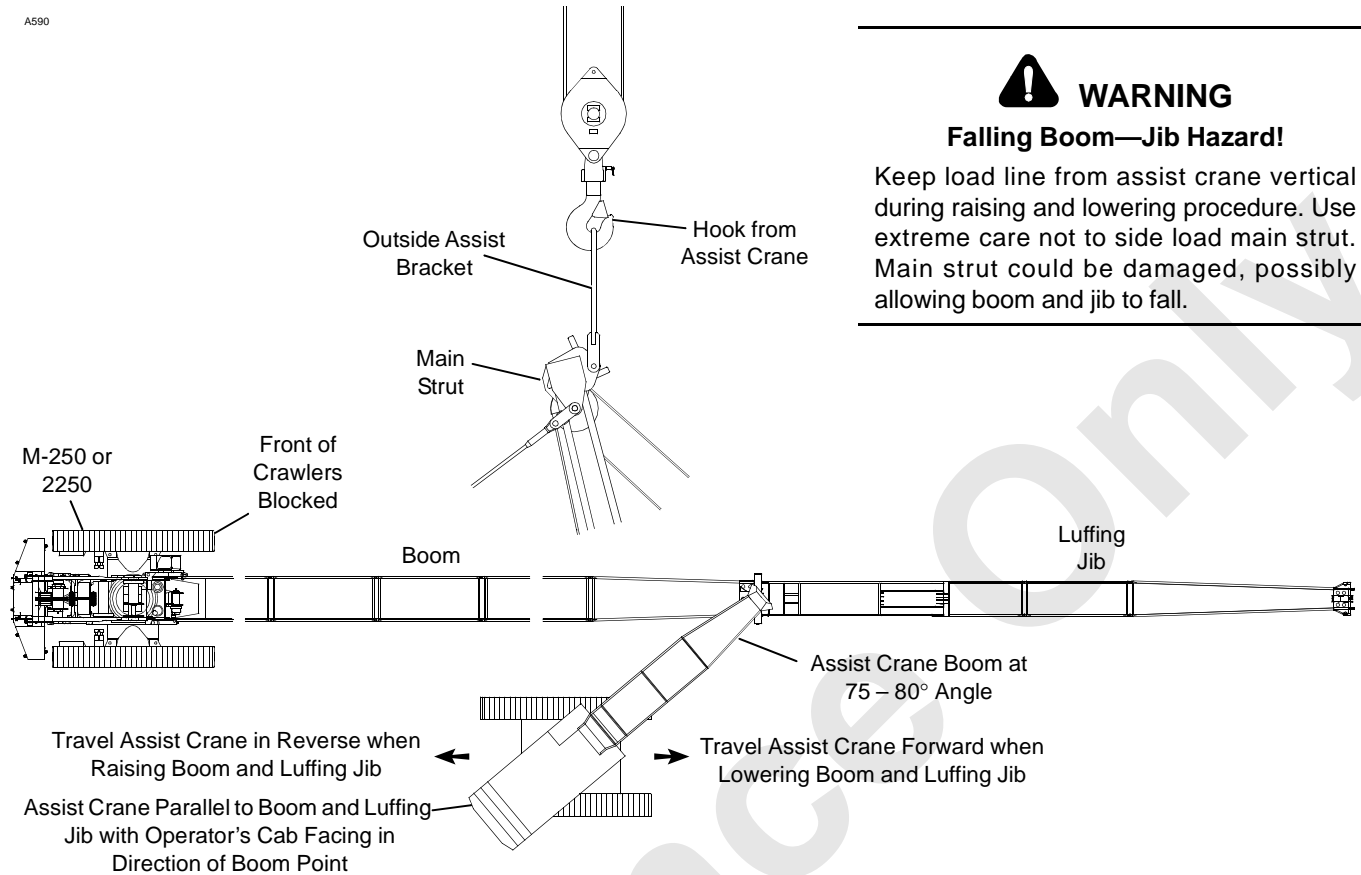 A590
WARNING
Falling Boom—Jib Hazard!
Keep load line from assist crane vertical
during raising and lowering procedure. Use
extreme care not to side load main strut.
Main strut could be damaged, possibly
allowing boom and jib to fall.
Outside Assist
Bracket
Hook from
Assist Crane
Main
Strut
M-250 or
2250
Front of
Crawlers
Blocked
Boom
Luffing
Jib
Assist Crane Boom at
75 – 80° Angle
Travel Assist Crane in Reverse when
Raising Boom and Luffing Jib
Travel Assist Crane Forward when
Lowering Boom and Luffing Jib
Assist Crane Parallel to Boom and Luffing
Jib with Operator's Cab Facing in
Direction of Boom Point
nce Only